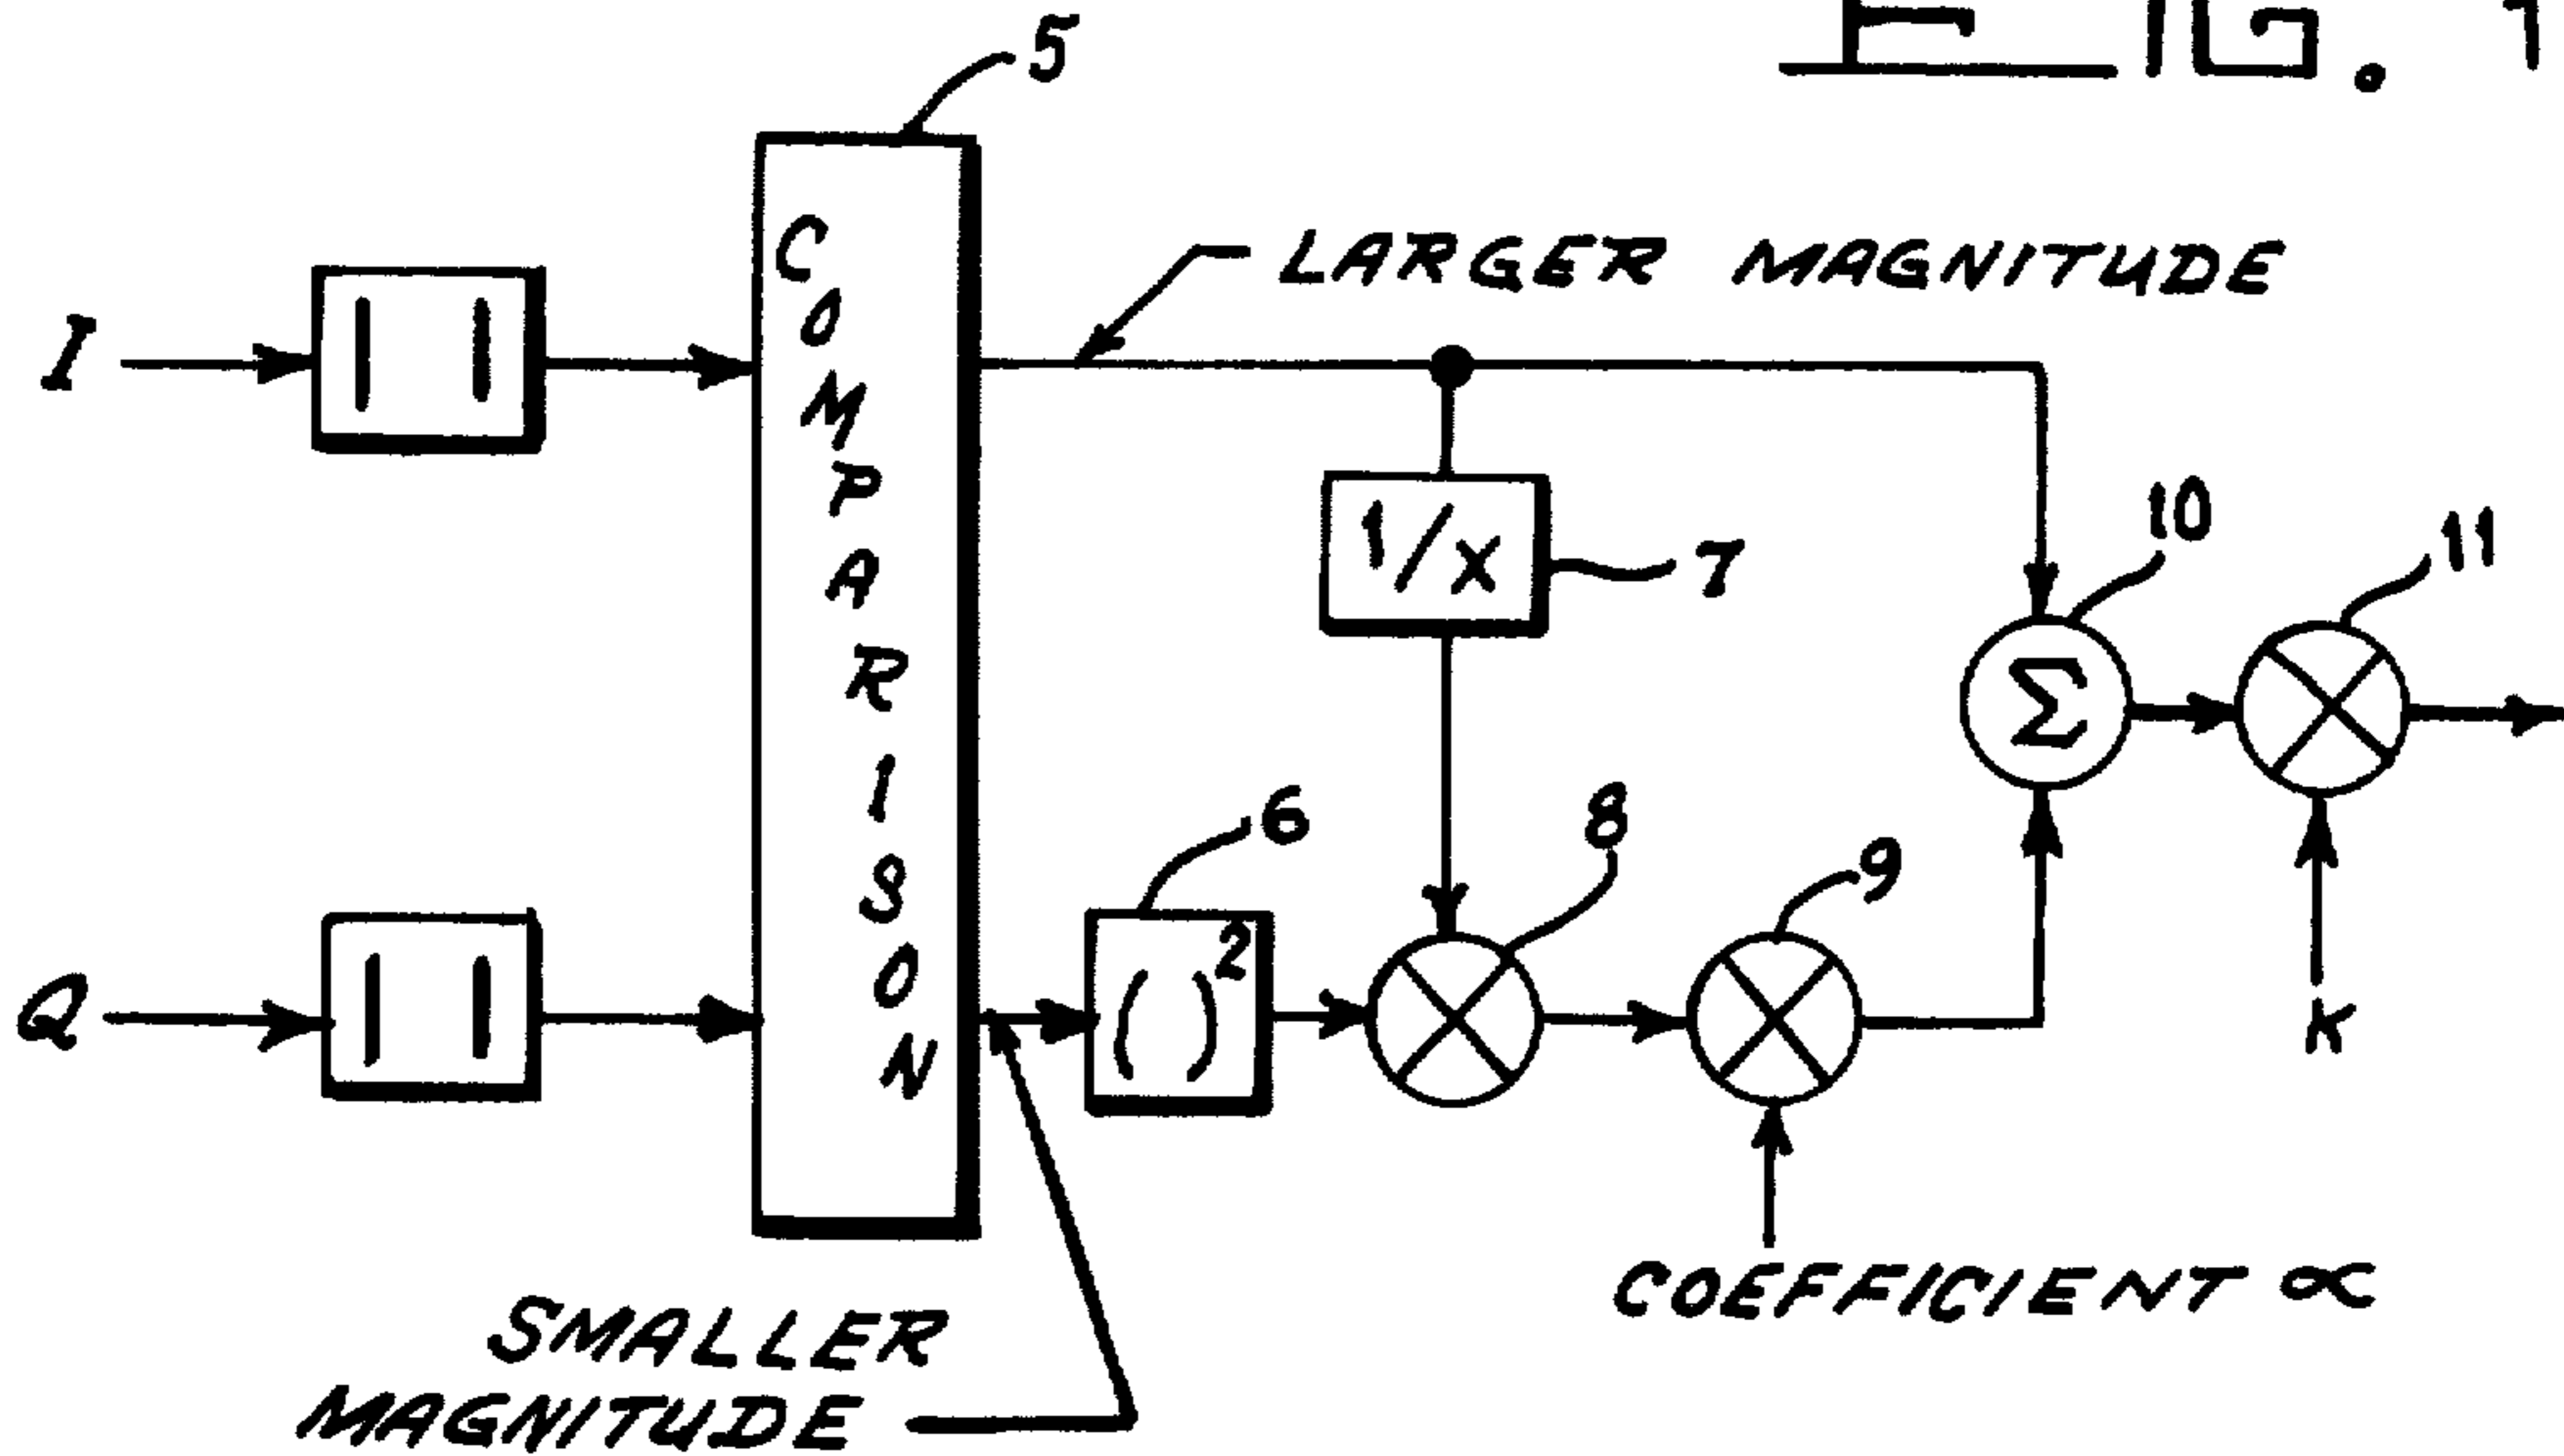 FIG. 1
5
COMPARISON
LARGER MAGNITUDE
I
| |
1/X
7
10
Σ
11
6
8
9
Q
| |
( )²
K
COEFFICIENT ∝
SMALLER
MAGNITUDE